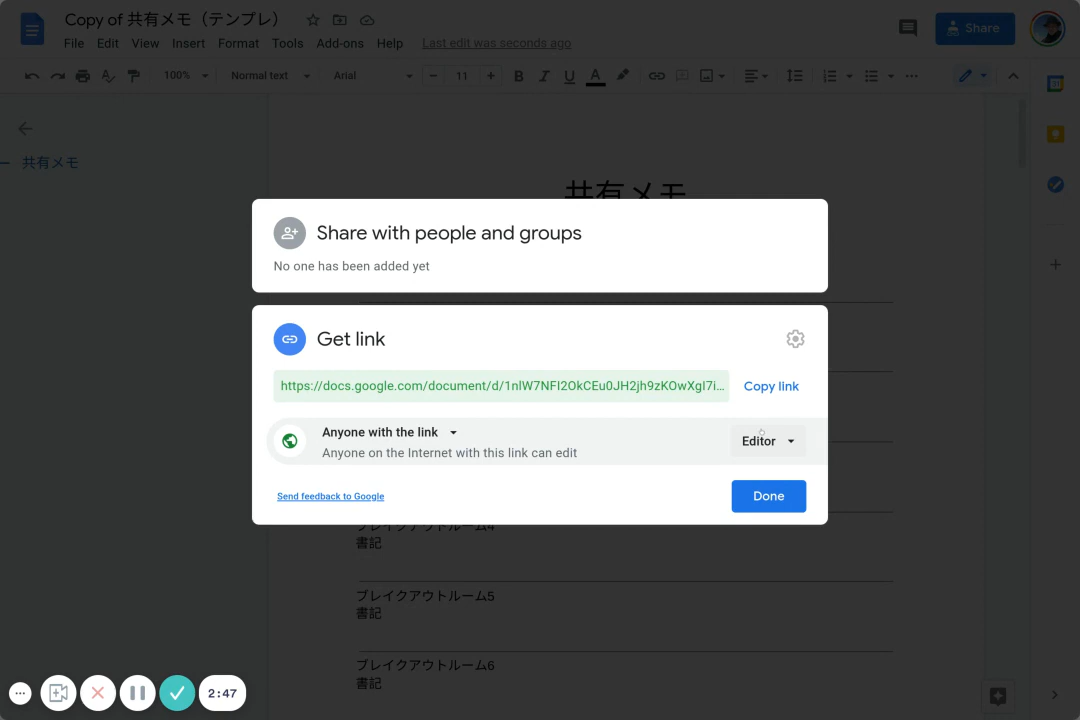 Copy of 共有メモ（テンプレ）
File Edit View Insert Format Tools Add-ons Help Last edit was seconds ago
Share
100% Normal text Arial 11 B I U A
共有メモ
共有メモ
Share with people and groups
No one has been added yet
Get link
https://docs.google.com/document/d/1nlW7NFI2OkCEu0JH2jh9zKOwXgI7i...
Copy link
Anyone with the link
Anyone on the Internet with this link can edit
Editor
Send feedback to Google
Done
ブレイクアウトルーム4
書記
ブレイクアウトルーム5
書記
ブレイクアウトルーム6
書記
2:47